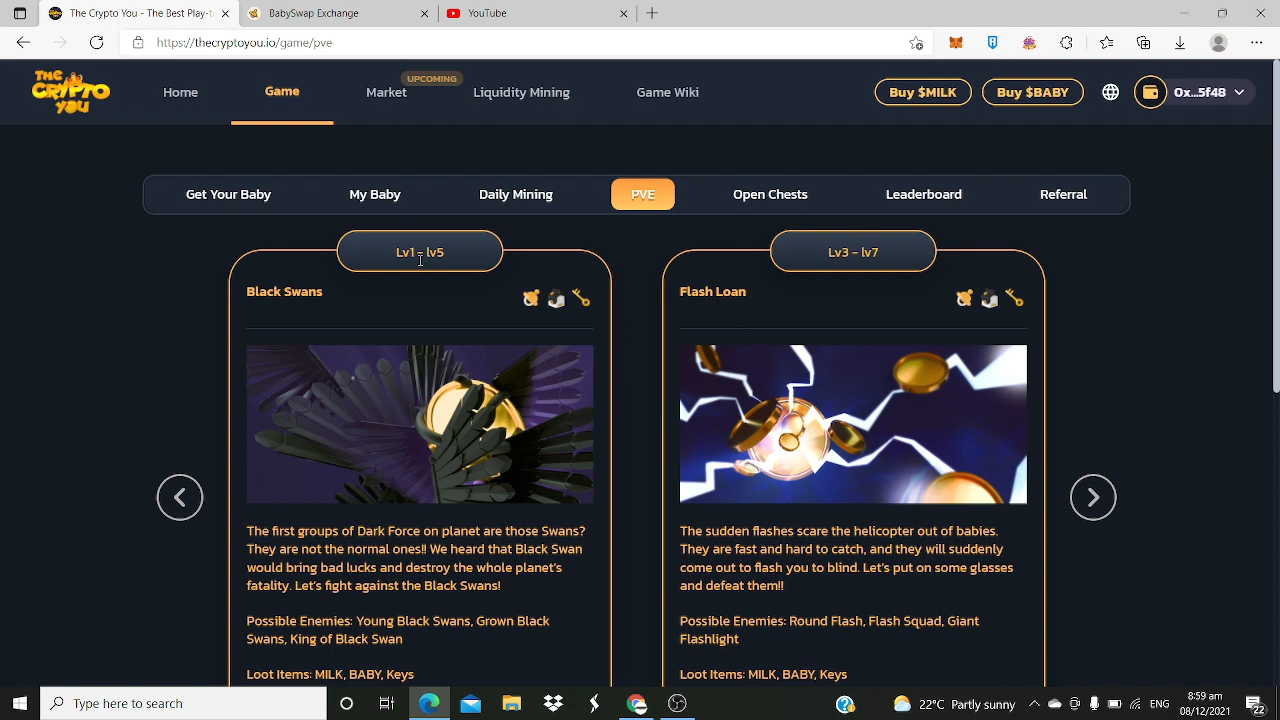 The Crypto You - The Best Play-t
BabySwap Exchange
YouTube
https://thecryptoyou.io/game/pve
THE
CRYPTO
YOU
Home
Game
Market
UPCOMING
Liquidity Mining
Game Wiki
Buy $MILK
Buy $BABY
0x...5f48
Get Your Baby
My Baby
Daily Mining
PVE
Open Chests
Leaderboard
Referral
Lv1 - lv5
Black Swans
The first groups of Dark Force on planet are those Swans?
They are not the normal ones!! We heard that Black Swan
would bring bad lucks and destroy the whole planet's
fatality. Let's fight against the Black Swans!
Possible Enemies: Young Black Swans, Grown Black
Swans, King of Black Swan
Loot Items: MILK, BABY, Keys
Lv3 - lv7
Flash Loan
The sudden flashes scare the helicopter out of babies.
They are fast and hard to catch, and they will suddenly
come out to flash you to blind. Let's put on some glasses
and defeat them!!
Possible Enemies: Round Flash, Flash Squad, Giant
Flashlight
Loot Items: MILK, BABY, Keys
Type here to search
22°C Partly sunny
ENG
8:59 am
08/12/2021
22